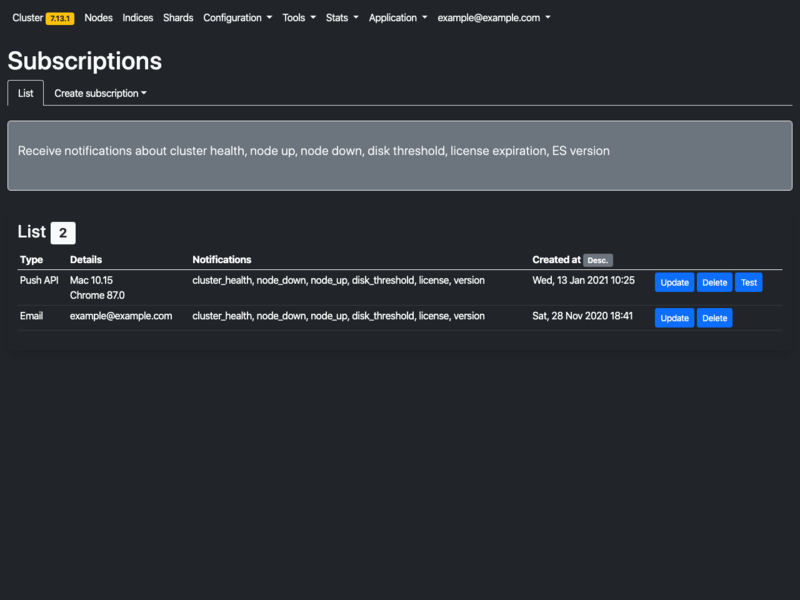 Cluster 7.13.1 Nodes Indices Shards Configuration Tools Stats Application example@example.com
Subscriptions
List Create subscription
Receive notifications about cluster health, node up, node down, disk threshold, license expiration, ES version
List 2
Type Details Notifications Created at Desc.
Push API Mac 10.15 cluster_health, node_down, node_up, disk_threshold, license, version Wed, 13 Jan 2021 10:25 Update Delete Test
Chrome 87.0
Email example@example.com cluster_health, node_down, node_up, disk_threshold, license, version Sat, 28 Nov 2020 18:41 Update Delete